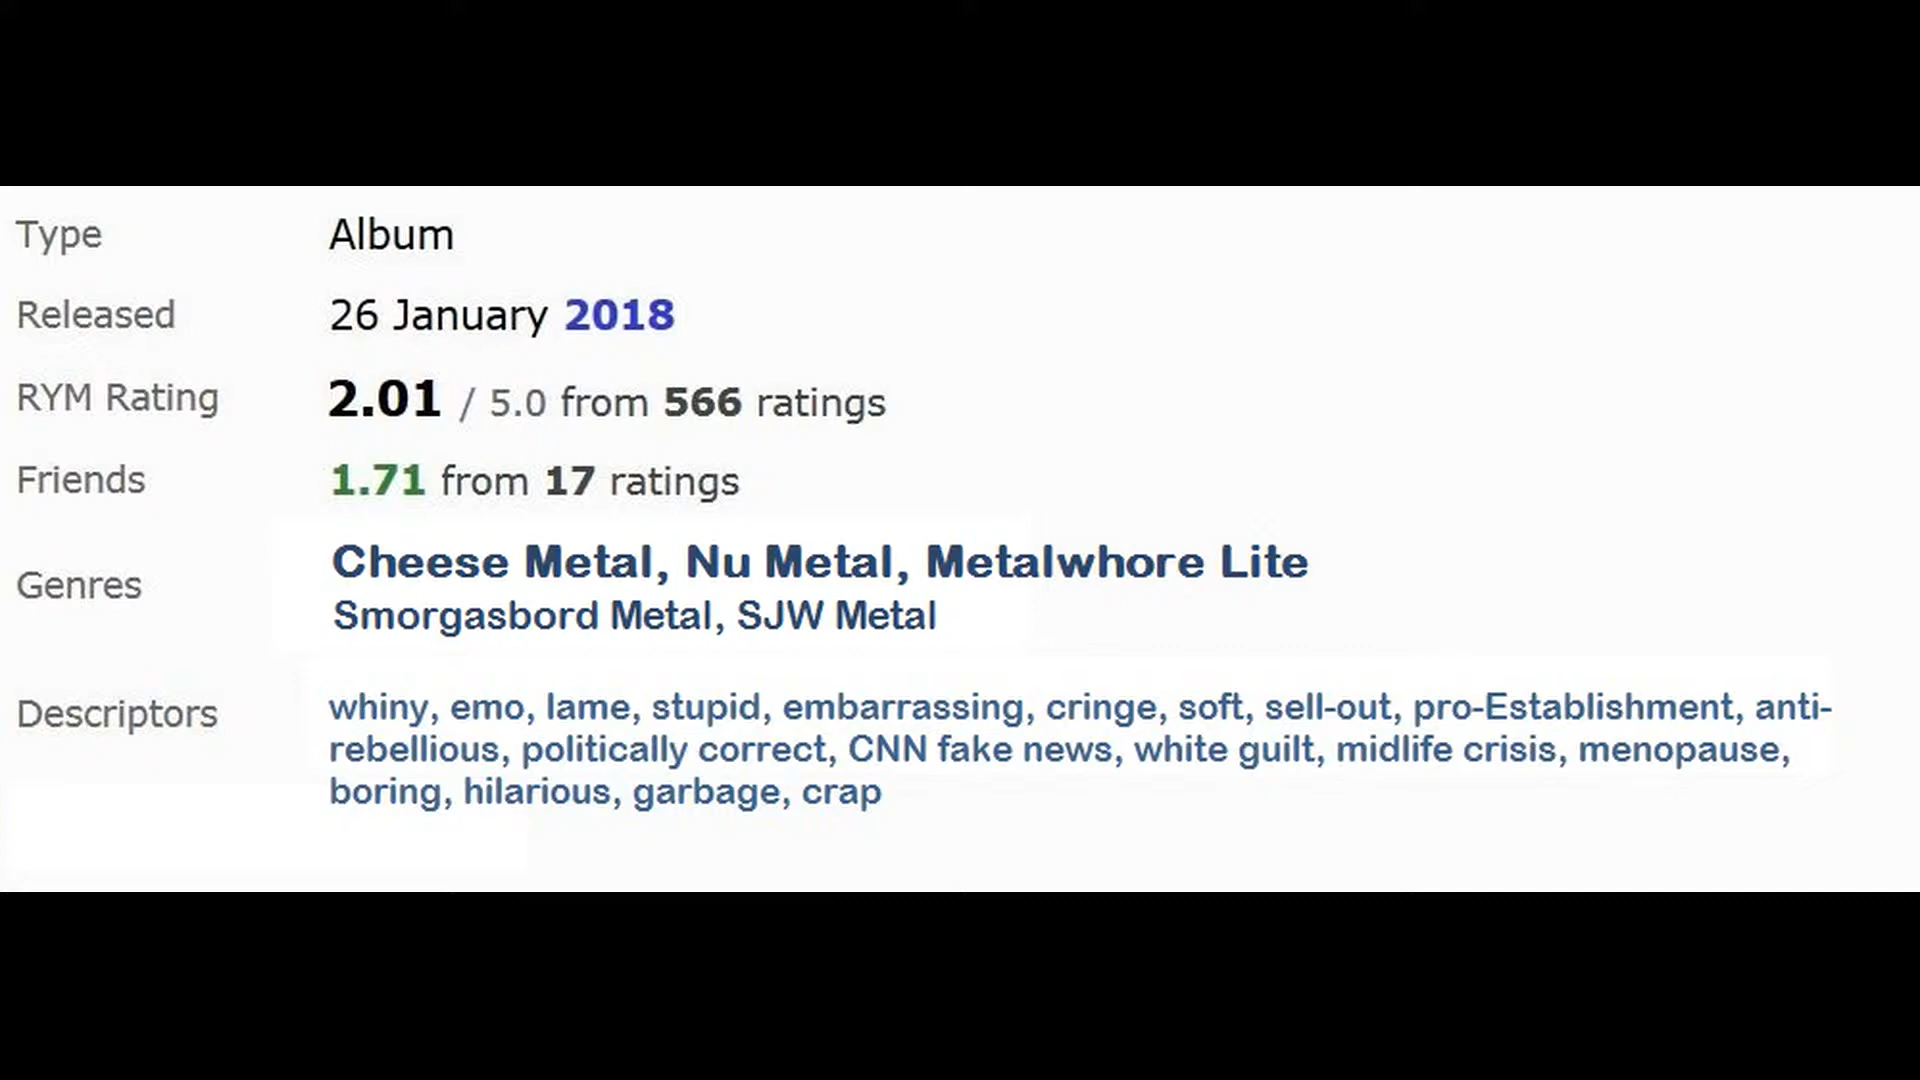 Type Album
Released 26 January 2018
RYM Rating 2.01 / 5.0 from 566 ratings
Friends 1.71 from 17 ratings
Genres Cheese Metal, Nu Metal, Metalwhore Lite
Smorgasbord Metal, SJW Metal
Descriptors whiny, emo, lame, stupid, embarrassing, cringe, soft, sell-out, pro-Establishment, anti-
rebellious, politically correct, CNN fake news, white guilt, midlife crisis, menopause,
boring, hilarious, garbage, crap